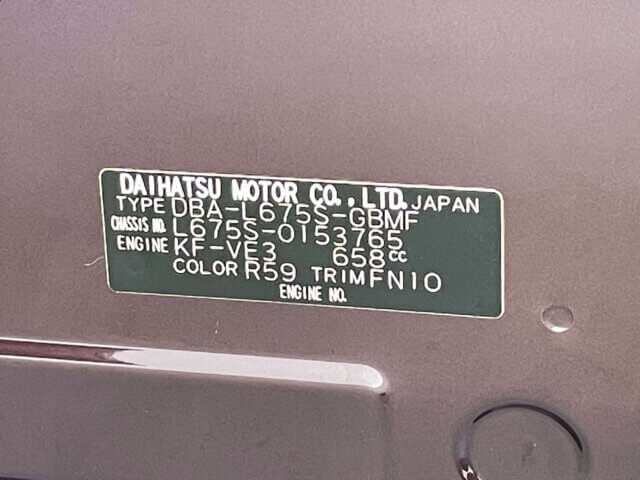 DAIHATSU MOTOR CO.,LTD. JAPAN
TYPE DBA-L675S-GBMF
CHASSIS NO. L675S-0153765
ENGINE KF-VE3 658cc
COLOR R59 TRIM FN10
ENGINE NO.